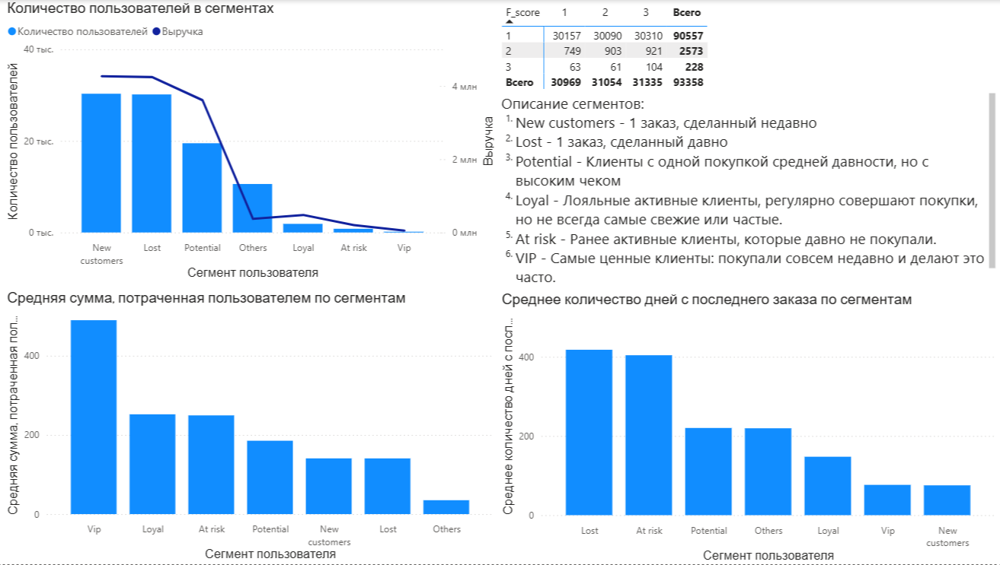 Количество пользователей в сегментах
Количество пользователей Выручка
Количество пользователей
40 тыс.
20 тыс.
0 тыс.
4 млн
2 млн
0 млн
Выручка
New customers
Lost
Potential
Others
Loyal
At risk
Vip
Сегмент пользователя
F_score 1 2 3 Всего
1 30157 30090 30310 90557
2 749 903 921 2573
3 63 61 104 228
Всего 30969 31054 31335 93358
Описание сегментов:
1. New customers - 1 заказ, сделанный недавно
2. Lost - 1 заказ, сделанный давно
3. Potential - Клиенты с одной покупкой средней давности, но с
высоким чеком
4. Loyal - Лояльные активные клиенты, регулярно совершают покупки,
но не всегда самые свежие или частые.
5. At risk - Ранее активные клиенты, которые давно не покупали.
6. VIP - Самые ценные клиенты: покупали совсем недавно и делают это
часто.
Средняя сумма, потраченная пользователем по сегментам
Средняя сумма, потраченная пол...
400
200
0
Vip
Loyal
At risk
Potential
New customers
Lost
Others
Сегмент пользователя
Среднее количество дней с последнего заказа по сегментам
Среднее количество дней с посл...
400
200
0
Lost
At risk
Potential
Others
Loyal
Vip
New customers
Сегмент пользователя